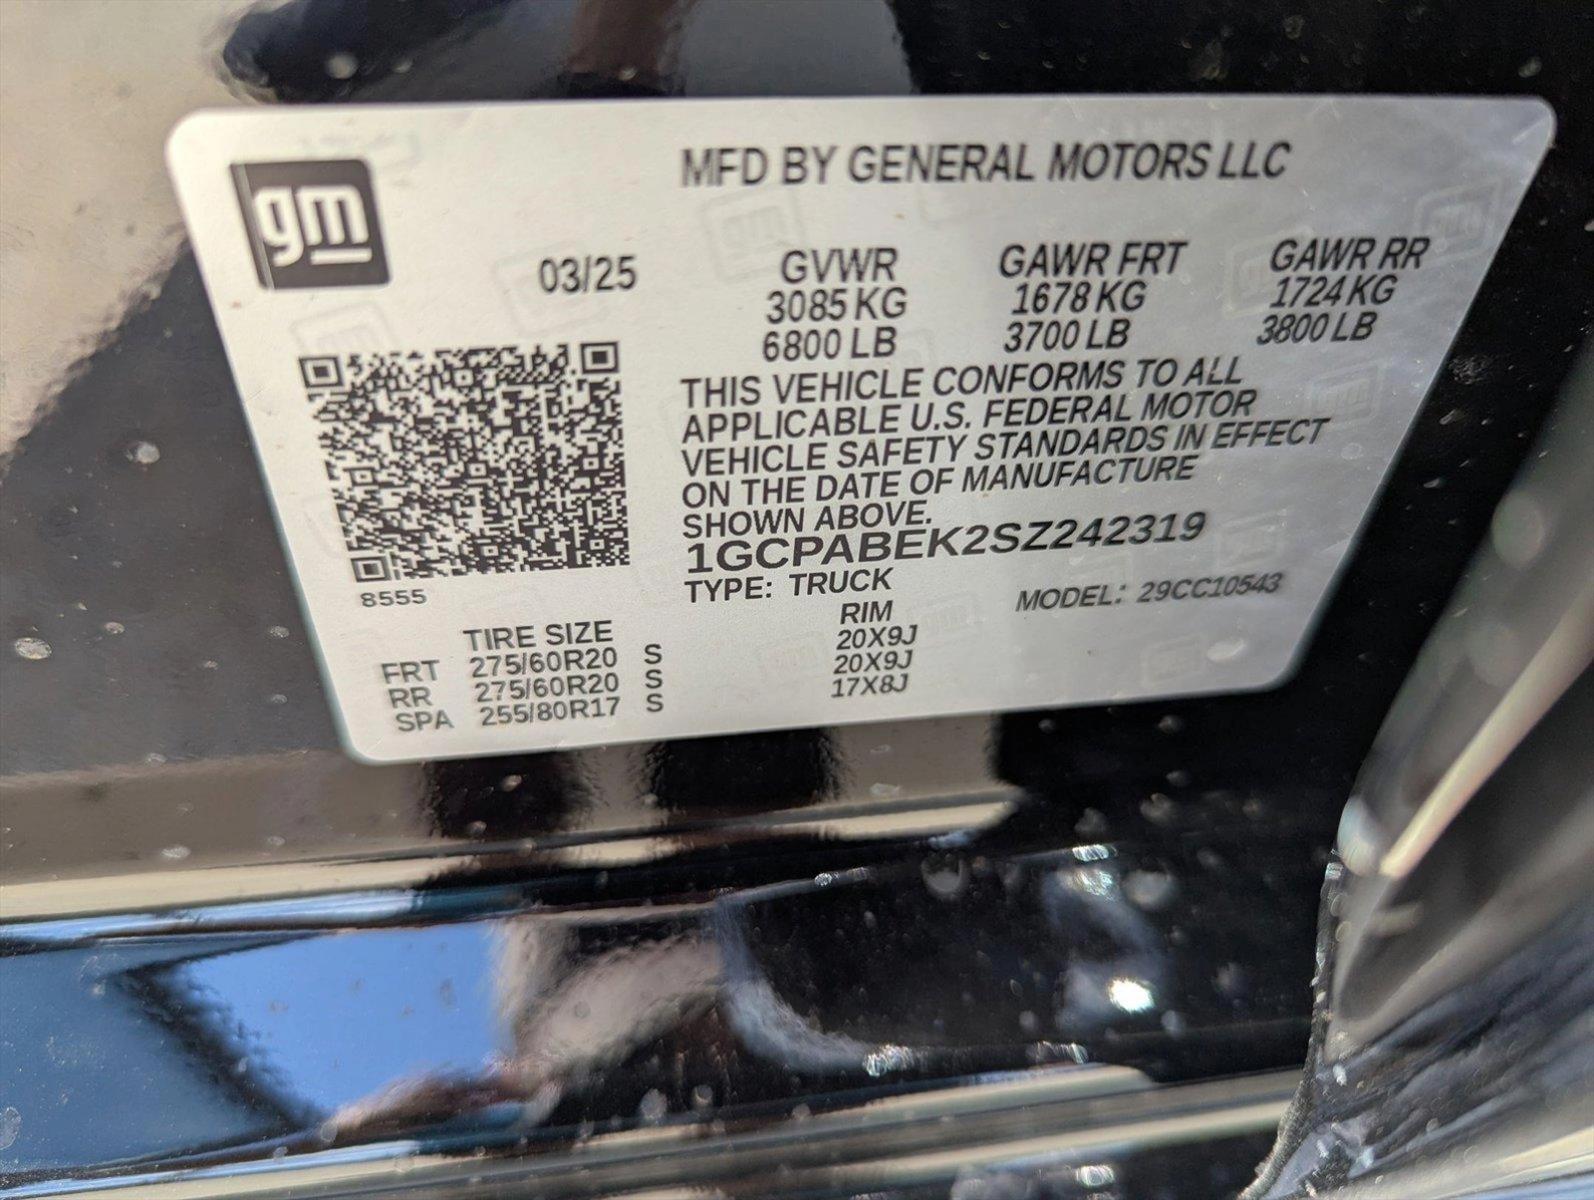 gm
MFD BY GENERAL MOTORS LLC
03/25
GVWR GAWR FRT GAWR RR
3085 KG 1678 KG 1724 KG
6800 LB 3700 LB 3800 LB
THIS VEHICLE CONFORMS TO ALL
APPLICABLE U.S. FEDERAL MOTOR
VEHICLE SAFETY STANDARDS IN EFFECT
ON THE DATE OF MANUFACTURE
SHOWN ABOVE.
1GCPABEK2SZ242319
TYPE: TRUCK
MODEL: 29CC10543
8555
TIRE SIZE RIM
FRT 275/60R20 S 20X9J
RR 275/60R20 S 20X9J
SPA 255/80R17 S 17X8J